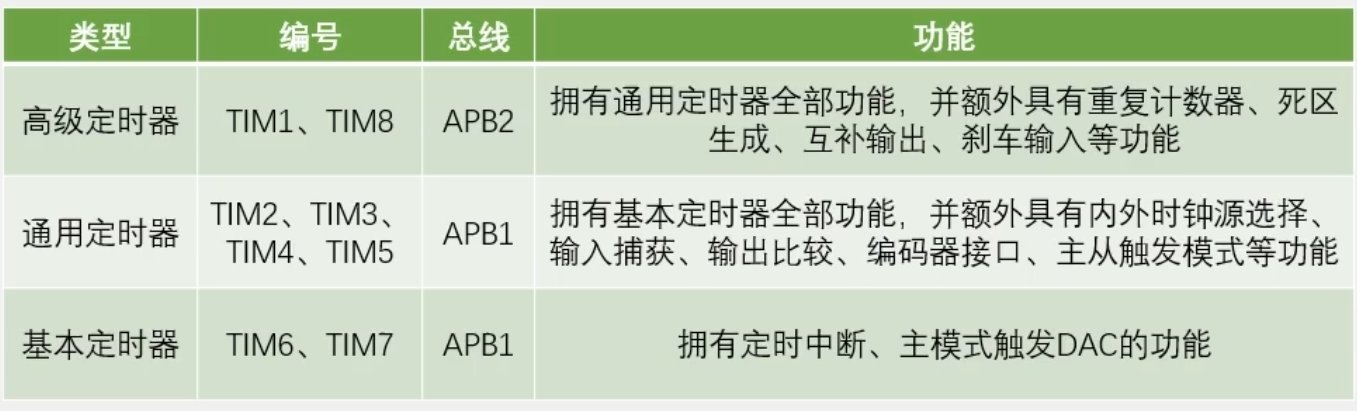 类型 编号 总线 功能
高级定时器 TIM1、TIM8 APB2 拥有通用定时器全部功能，并额外具有重复计数器、死区
生成、互补输出、刹车输入等功能
通用定时器 TIM2、TIM3、
TIM4、TIM5 APB1 拥有基本定时器全部功能，并额外具有内外时钟源选择、
输入捕获、输出比较、编码器接口、主从触发模式等功能
基本定时器 TIM6、TIM7 APB1 拥有定时中断、主模式触发DAC的功能